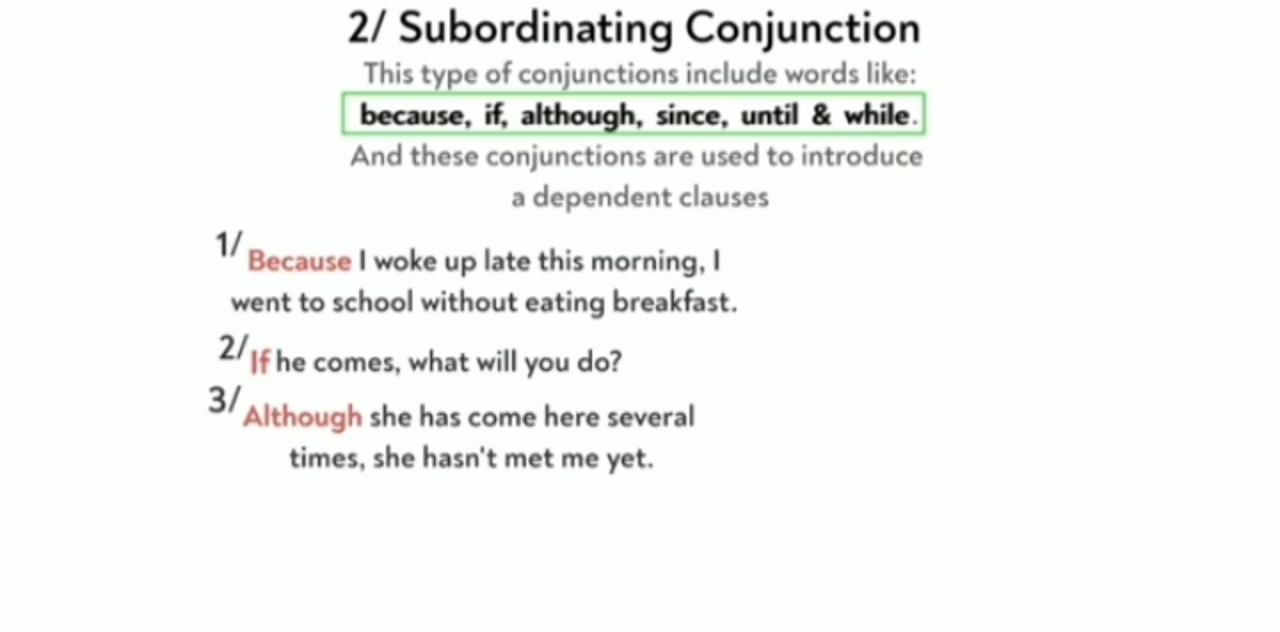 2/ Subordinating Conjunction
This type of conjunctions include words like:
because, if, although, since, until & while.
And these conjunctions are used to introduce
a dependent clauses
1/ Because I woke up late this morning, I
went to school without eating breakfast.
2/ If he comes, what will you do?
3/ Although she has come here several
times, she hasn't met me yet.